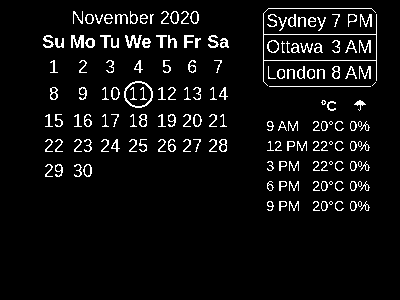 November 2020
Su Mo Tu We Th Fr Sa
1 2 3 4 5 6 7
8 9 10 11 12 13 14
15 16 17 18 19 20 21
22 23 24 25 26 27 28
29 30
Sydney 7 PM
Ottawa 3 AM
London 8 AM
°C ☂
9 AM 20°C 0%
12 PM 22°C 0%
3 PM 22°C 0%
6 PM 20°C 0%
9 PM 20°C 0%